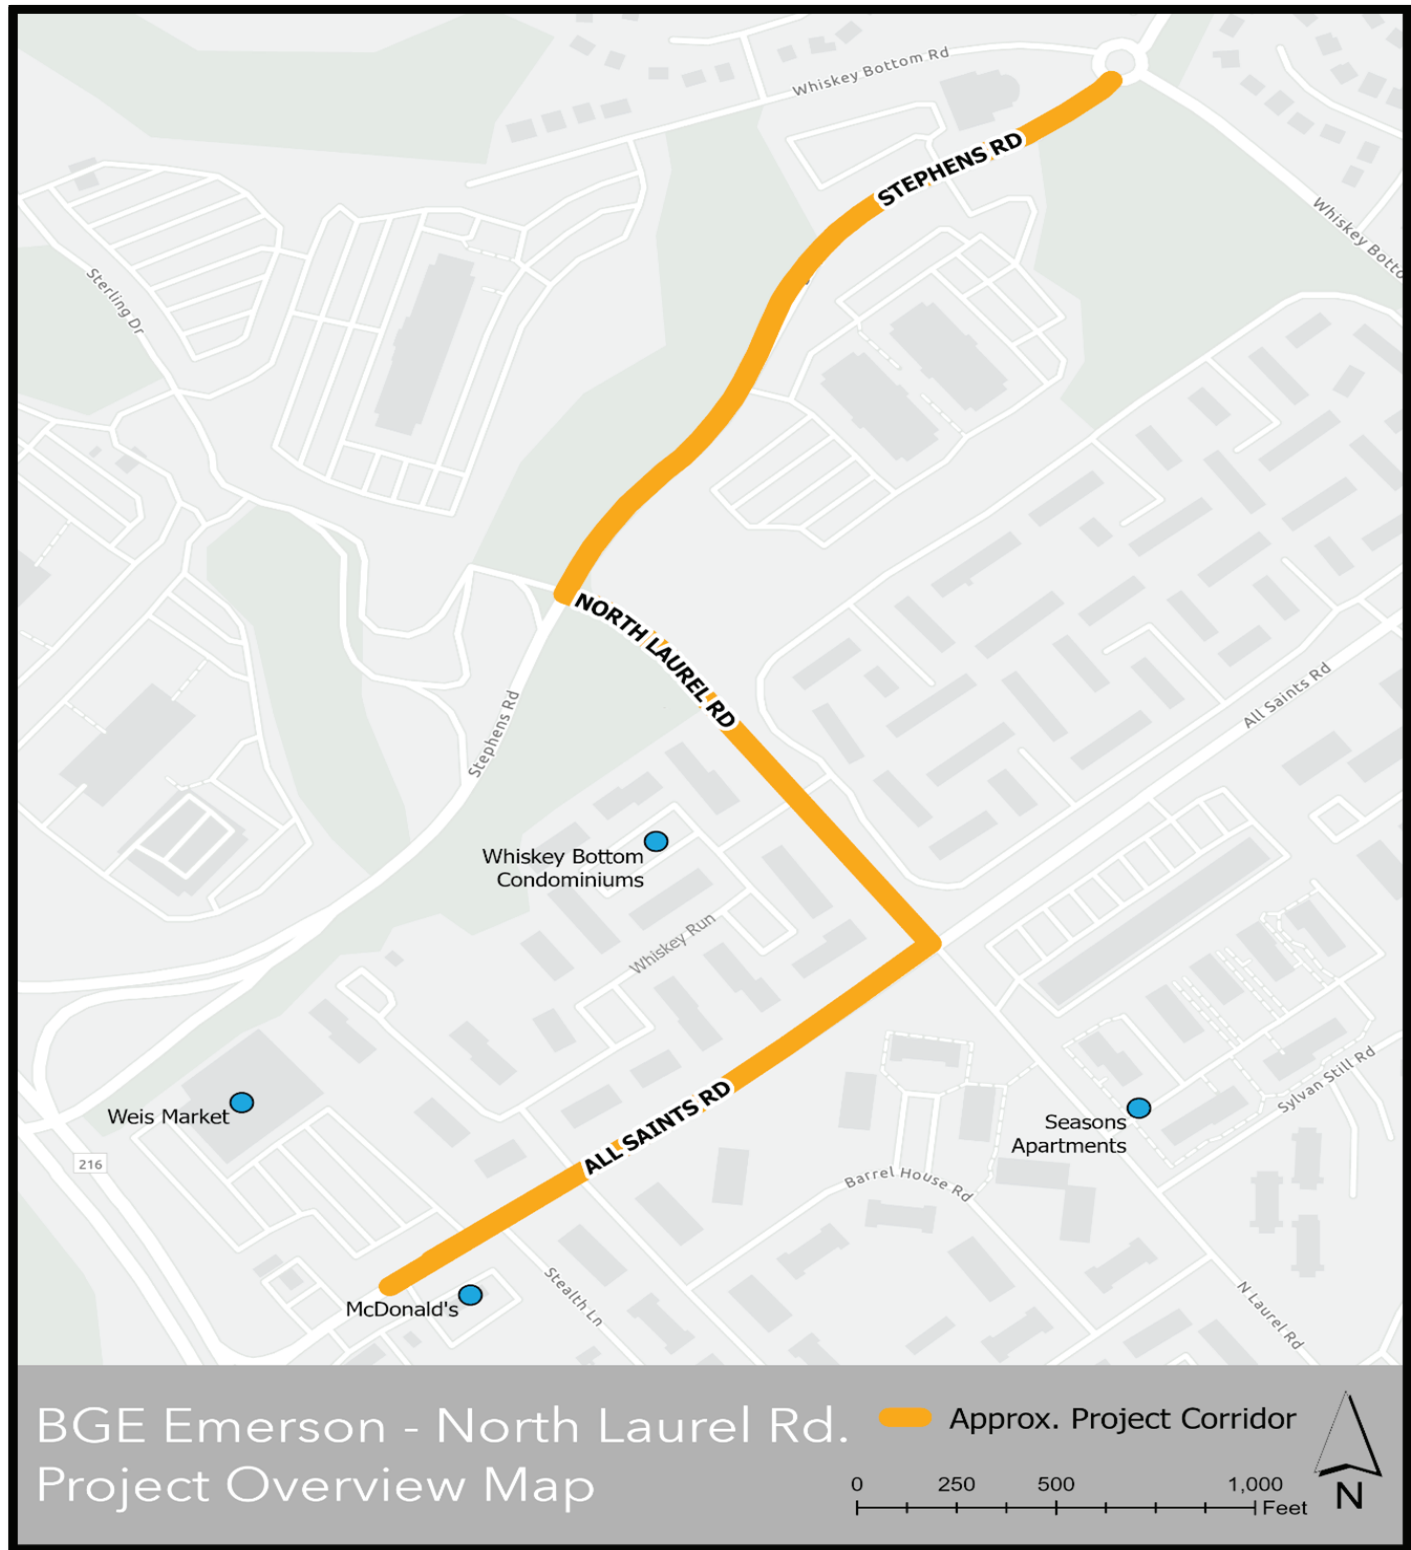 Whiskey Bottom Rd
STEPHENS RD
Whiskey Botto
Sterling Dr
NORTH LAUREL RD
All Saints Rd
Stephens Rd
Whiskey Bottom
Condominiums
Whiskey Run
Weis Market
216
ALL SAINTS RD
Seasons
Apartments
Sylvan Still Rd
Barrel House Rd
McDonald's
Stealth Ln
N Laurel Rd
BGE Emerson - North Laurel Rd.
Project Overview Map
Approx. Project Corridor
0 250 500 1,000
Feet
N